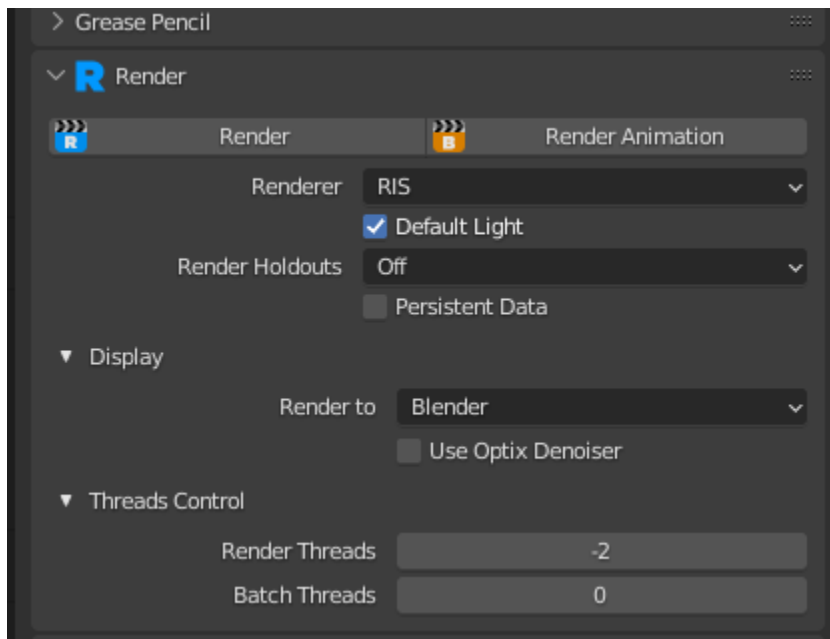 Grease Pencil
R Render
R Render B Render Animation
Renderer RIS
Default Light
Render Holdouts Off
Persistent Data
Display
Render to Blender
Use Optix Denoiser
Threads Control
Render Threads -2
Batch Threads 0